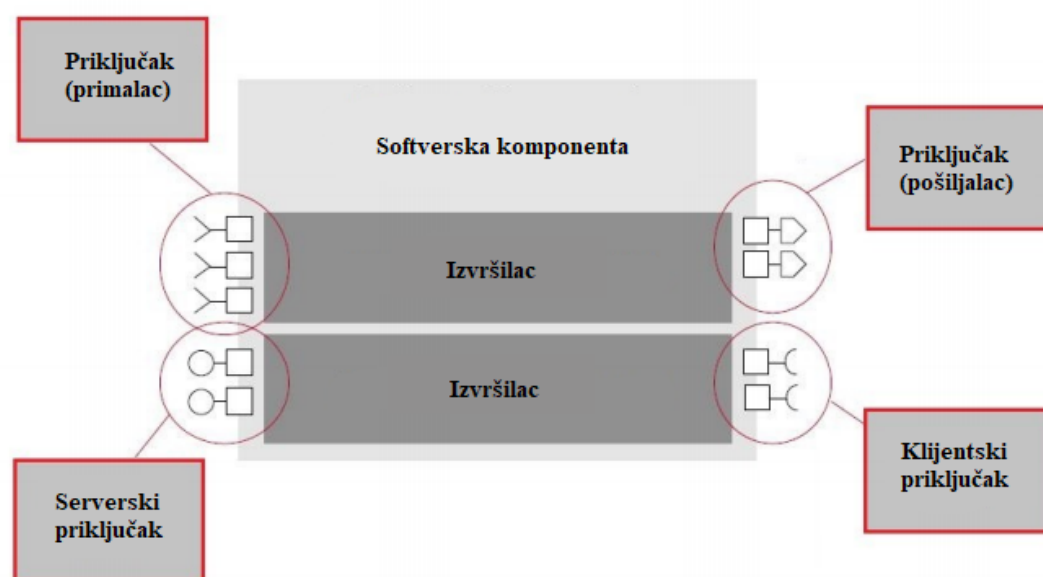 Priključak
(primalac)
Softverska komponenta
Priključak
(pošiljalac)
Izvršilac
Izvršilac
Klijentski
priključak
Serverski
priključak